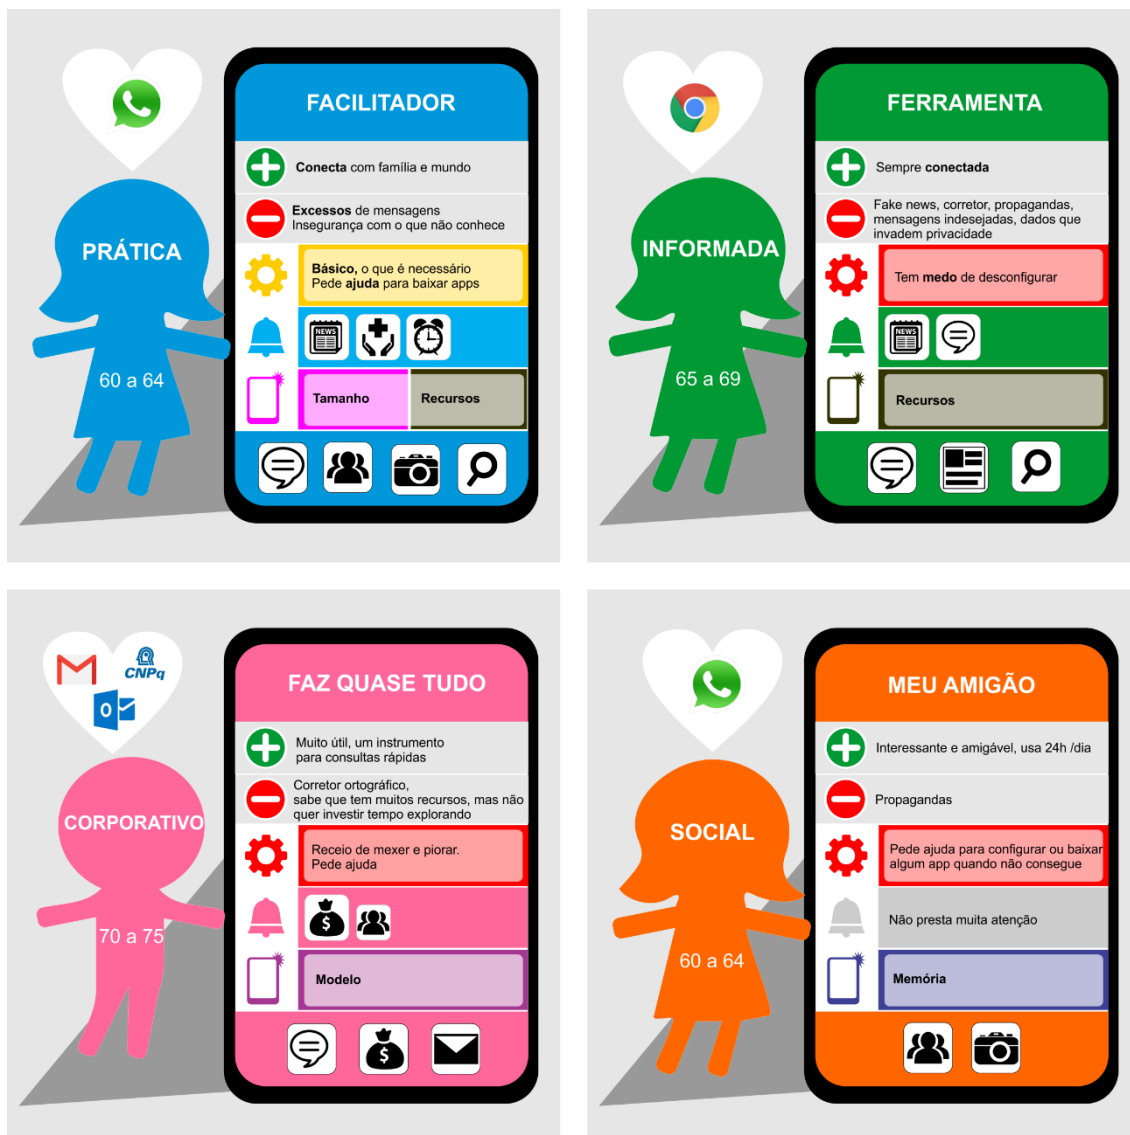 FACILITADOR
Conecta com família e mundo
Excessos de mensagens
Insegurança com o que não conhece
PRÁTICA
Básico, o que é necessário
Pede ajuda para baixar apps
NEWS
60 a 64
Tamanho
Recursos
FERRAMENTA
Sempre conectada
Fake news, corretor, propagandas,
mensagens indesejadas, dados que
invadem privacidade
INFORMADA
Tem medo de desconfigurar
NEWS
65 a 69
Recursos
CNPq
O
FAZ QUASE TUDO
Muito útil, um instrumento
para consultas rápidas
Corretor ortográfico,
sabe que tem muitos recursos, mas não
quer investir tempo explorando
CORPORATIVO
Receio de mexer e piorar.
Pede ajuda
$
70 a 75
Modelo
$
MEU AMIGÃO
Interessante e amigável, usa 24h /dia
Propagandas
SOCIAL
Pede ajuda para configurar ou baixar
algum app quando não consegue
Não presta muita atenção
60 a 64
Memória